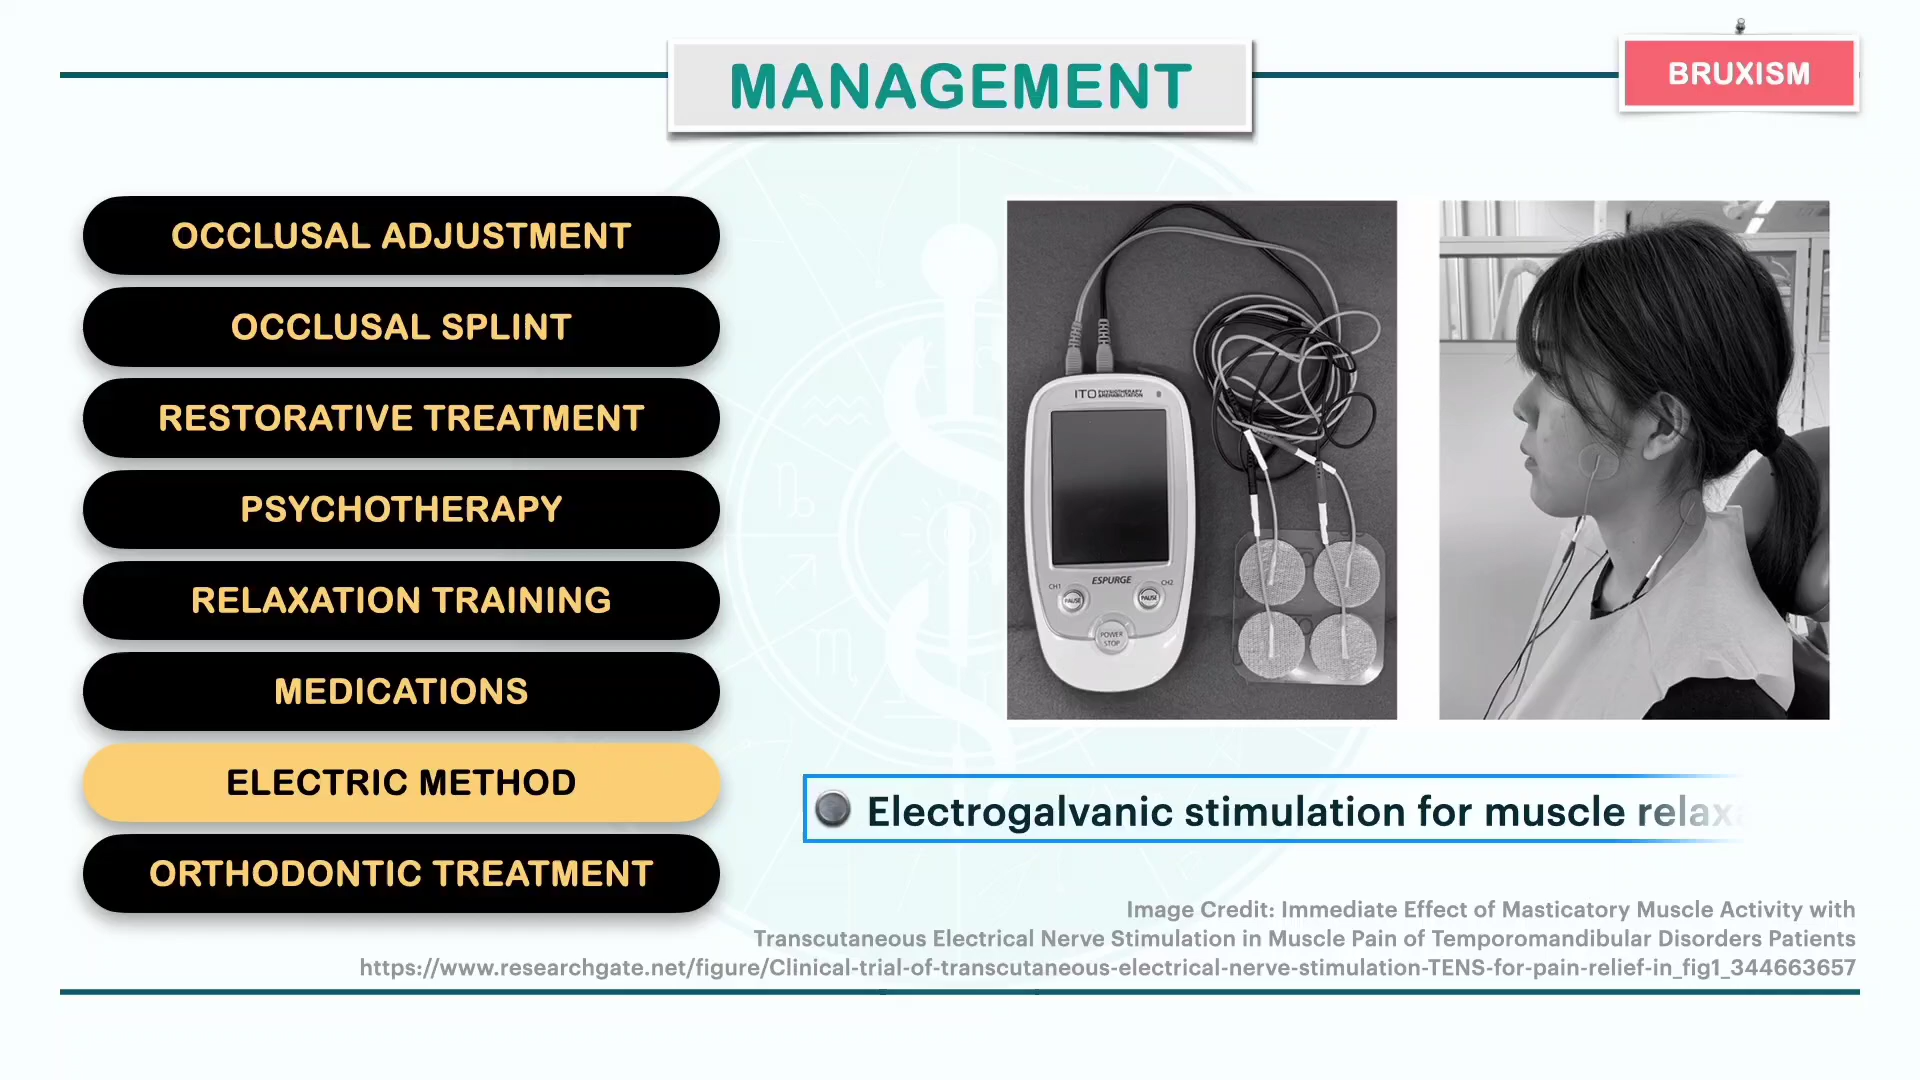 MANAGEMENT
BRUXISM
OCCLUSAL ADJUSTMENT
OCCLUSAL SPLINT
RESTORATIVE TREATMENT
PSYCHOTHERAPY
RELAXATION TRAINING
MEDICATIONS
ELECTRIC METHOD
ORTHODONTIC TREATMENT
ITO PHYSIOTHERAPY
&REHABILITATION
ESPURGE
CH1
CH2
PAUSE
PAUSE
POWER
STOP
Electrogalvanic stimulation for muscle relax
Image Credit: Immediate Effect of Masticatory Muscle Activity with
Transcutaneous Electrical Nerve Stimulation in Muscle Pain of Temporomandibular Disorders Patients
https://www.researchgate.net/figure/Clinical-trial-of-transcutaneous-electrical-nerve-stimulation-TENS-for-pain-relief-in_fig1_344663657